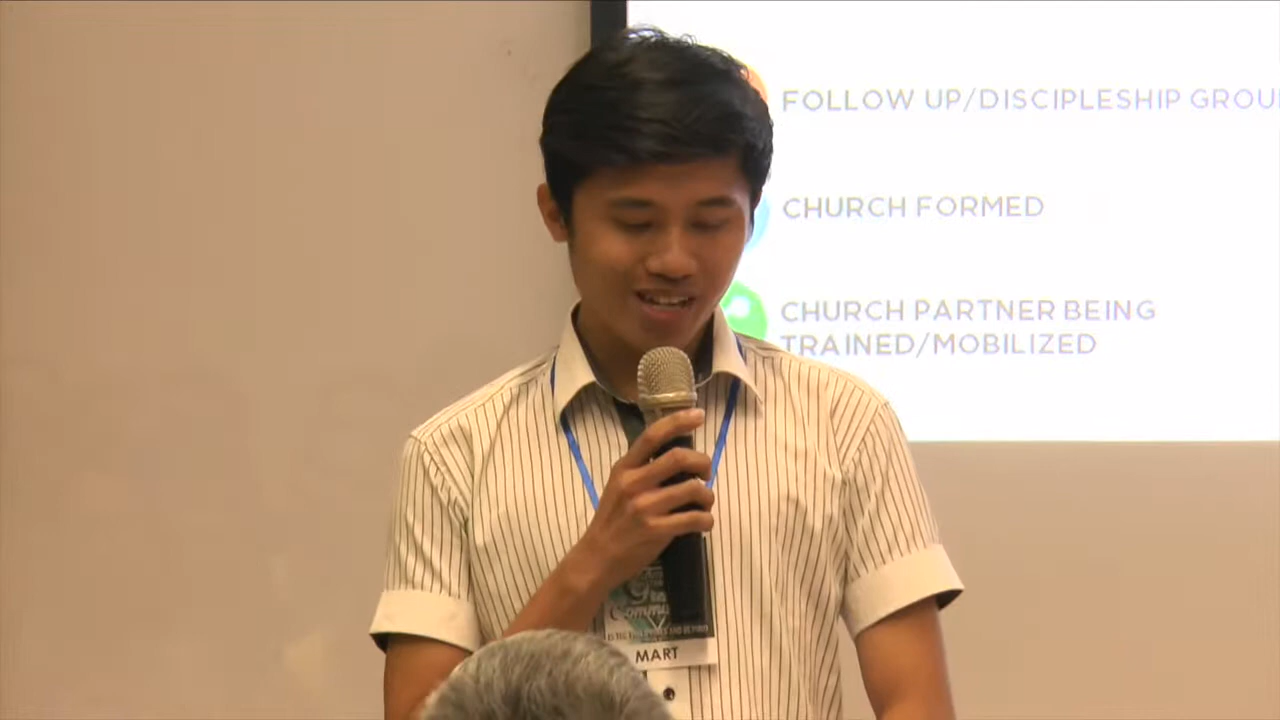 FOLLOW UP/DISCIPLESHIP GROU
CHURCH FORMED
CHURCH PARTNER BEING
TRAINED/MOBILIZED
MART